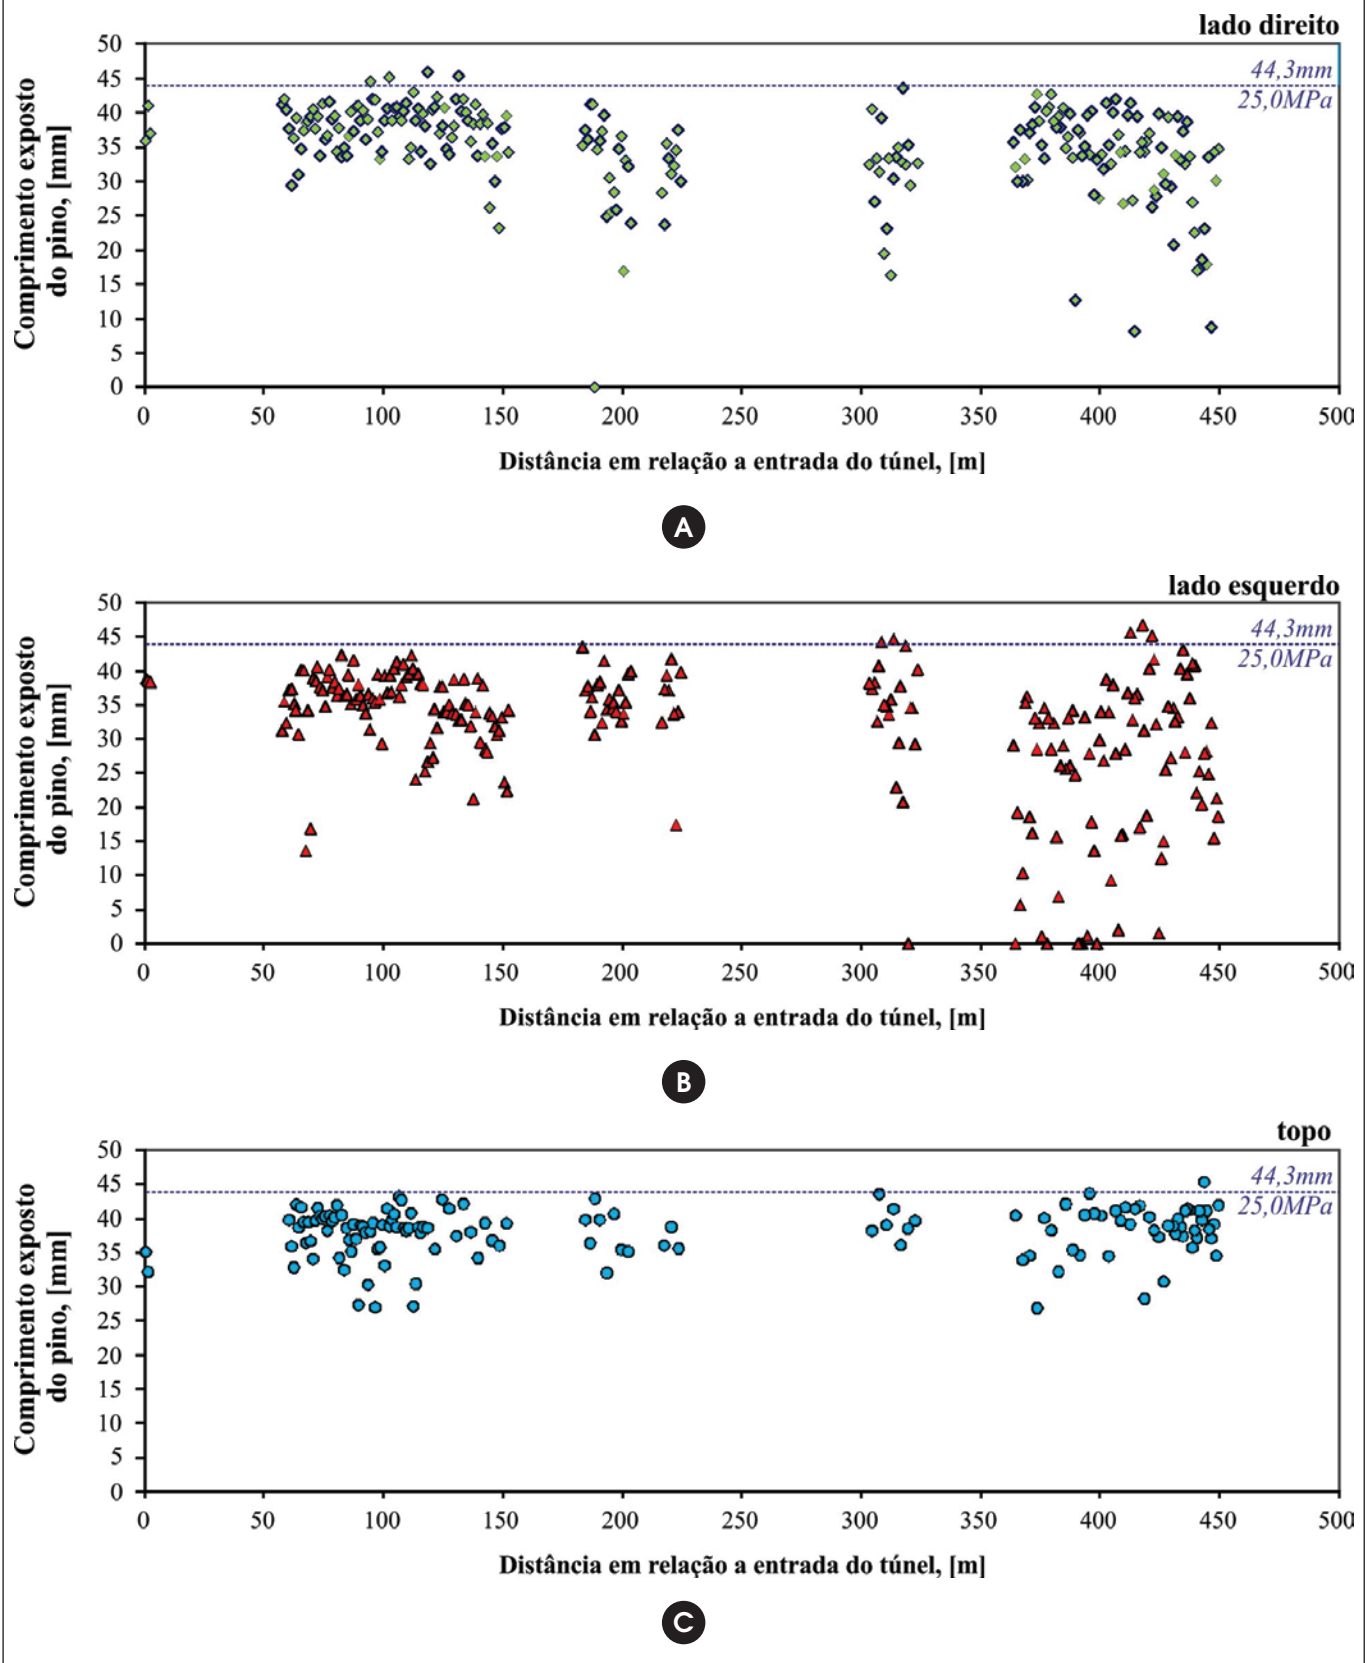 lado direito
50
45
40
35
30
25
20
15
10
5
0
44,3mm
25,0MPa
Comprimento exposto
do pino, [mm]
0 50 100 150 200 250 300 350 400 450 500
Distância em relação a entrada do túnel, [m]
A
lado esquerdo
50
45
40
35
30
25
20
15
10
5
0
44,3mm
25,0MPa
Comprimento exposto
do pino, [mm]
0 50 100 150 200 250 300 350 400 450 500
Distância em relação a entrada do túnel, [m]
B
topo
50
45
40
35
30
25
20
15
10
5
0
44,3mm
25,0MPa
Comprimento exposto
do pino, [mm]
0 50 100 150 200 250 300 350 400 450 500
Distância em relação a entrada do túnel, [m]
C